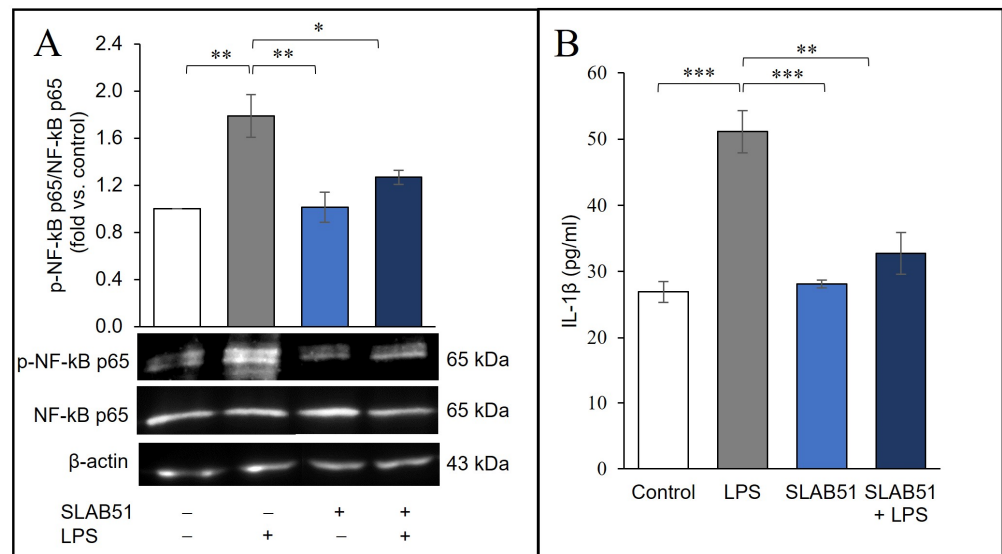 A
2.4
2.0
1.6
1.2
0.8
0.4
0.0
p-NF-kB p65/NF-kB p65
(fold vs. control)
** ** *
p-NF-kB p65 65 kDa
NF-kB p65 65 kDa
β-actin 43 kDa
SLAB51 – – + +
LPS – + – +
B
60
50
40
30
20
10
0
IL-1β (pg/ml)
*** *** **
Control LPS SLAB51 SLAB51
+ LPS